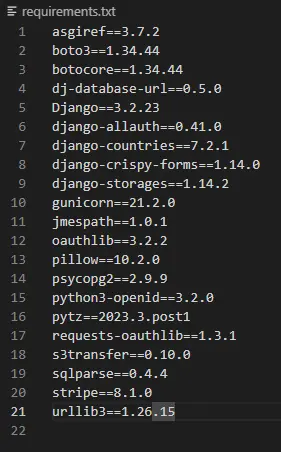 requirements.txt
1 asgiref==3.7.2
2 boto3==1.34.44
3 botocore==1.34.44
4 dj-database-url==0.5.0
5 Django==3.2.23
6 django-allauth==0.41.0
7 django-countries==7.2.1
8 django-crispy-forms==1.14.0
9 django-storages==1.14.2
10 gunicorn==21.2.0
11 jmespath==1.0.1
12 oauthlib==3.2.2
13 pillow==10.2.0
14 psycopg2==2.9.9
15 python3-openid==3.2.0
16 pytz==2023.3.post1
17 requests-oauthlib==1.3.1
18 s3transfer==0.10.0
19 sqlparse==0.4.4
20 stripe==8.1.0
21 urllib3==1.26.15
22